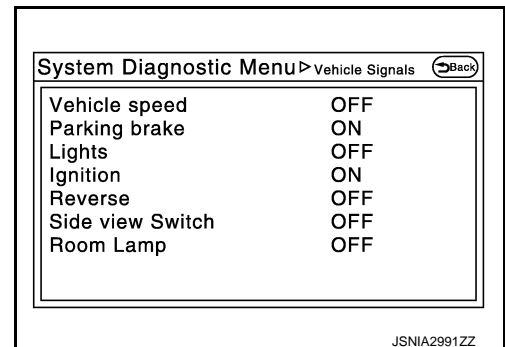 System Diagnostic Menu▷Vehicle Signals Back
Vehicle speed OFF
Parking brake ON
Lights OFF
Ignition ON
Reverse OFF
Side view Switch OFF
Room Lamp OFF
JSNIA2991ZZ